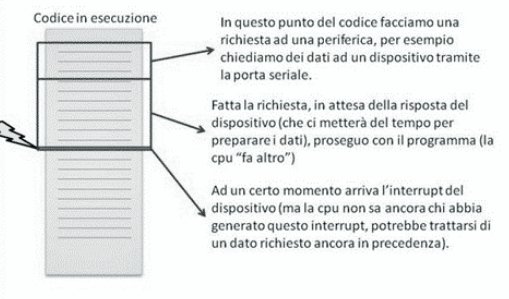 Codice in esecuzione
In questo punto del codice facciamo una
richiesta ad una periferica, per esempio
chiediamo dei dati ad un dispositivo tramite
la porta seriale.
Fatta la richiesta, in attesa della risposta del
dispositivo (che ci metterà del tempo per
preparare i dati), proseguo con il programma (la
cpu “fa altro”)
Ad un certo momento arriva l’interrupt del
dispositivo (ma la cpu non sa ancora chi abbia
generato questo interrupt, potrebbe trattarsi di
un dato richiesto ancora in precedenza).